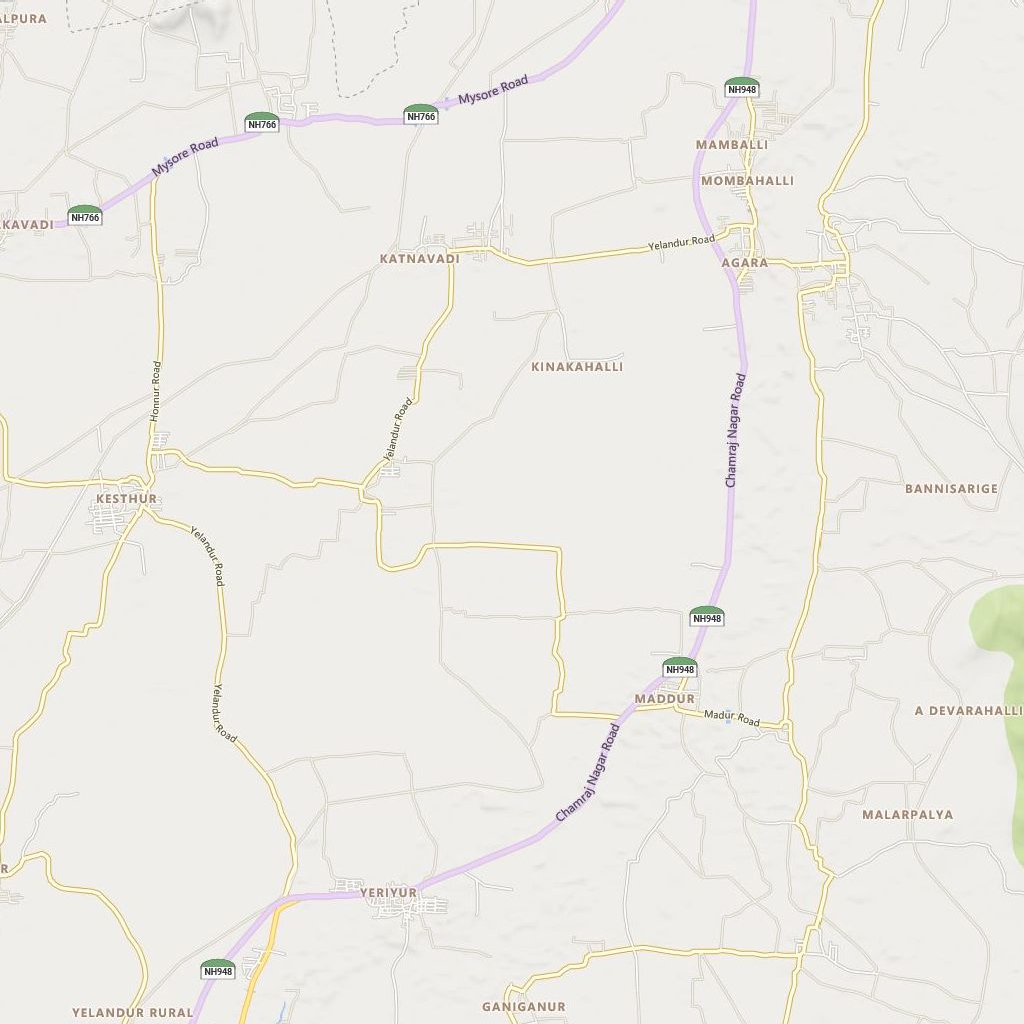 ALPURA
Mysore Road
NH766
NH766
NH948
Mysore Road
MAMBALLI
MOMBAHALLI
NH766
KAVADI
KATNAVADI
Yelandur Road
AGARA
KINAKAHALLI
Honnur Road
Yelandur Road
Chamraj Nagar Road
KESTHUR
BANNISARIGE
Yelandur Road
NH948
NH948
MADDUR
Yelandur Road
Madur Road
A DEVARAHALLI
Chamraj Nagar Road
MALARPALYA
R
YERIYUR
NH948
YELANDUR RURAL
GANIGANUR